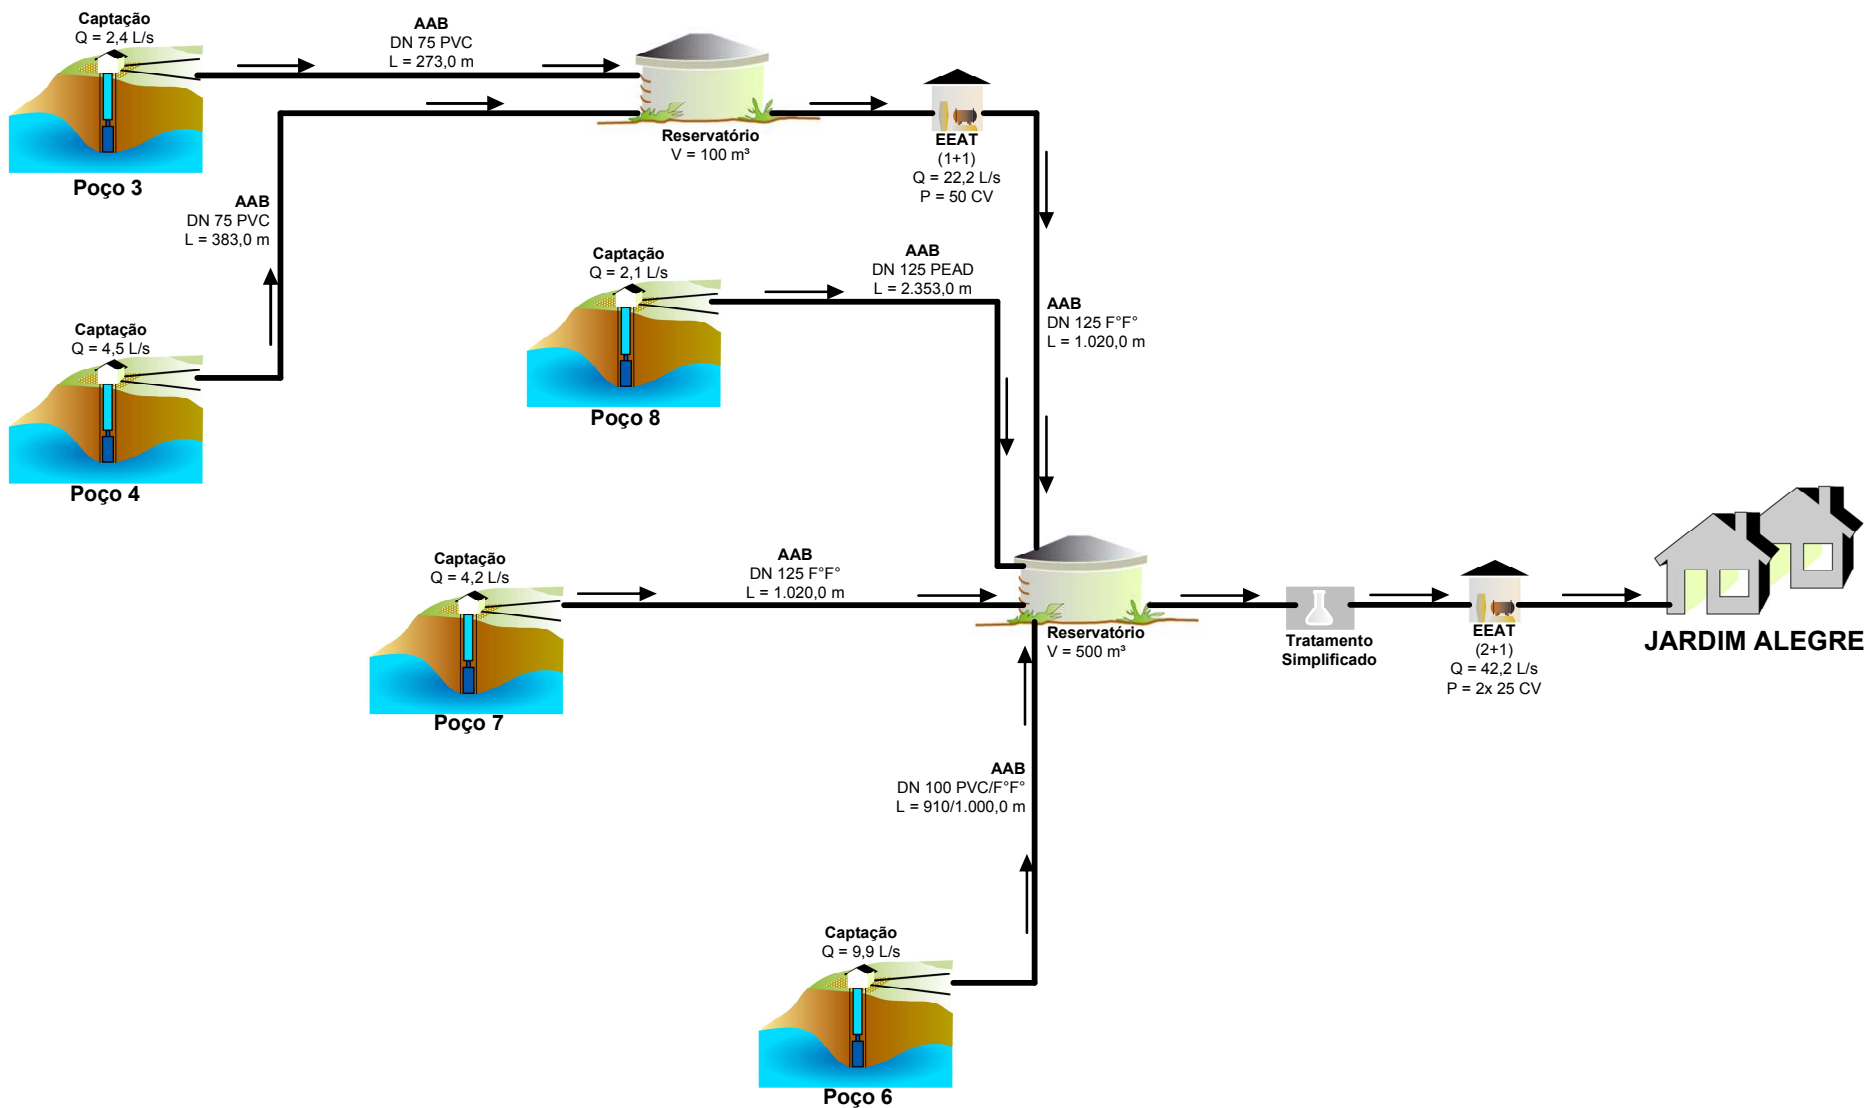 Captação
Q = 2,4 L/s
Poço 3
AAB
DN 75 PVC
L = 273,0 m
Reservatório
V = 100 m³
EEAT
(1+1)
Q = 22,2 L/s
P = 50 CV
AAB
DN 75 PVC
L = 383,0 m
Captação
Q = 4,5 L/s
Poço 4
Captação
Q = 2,1 L/s
Poço 8
AAB
DN 125 PEAD
L = 2.353,0 m
AAB
DN 125 F°F°
L = 1.020,0 m
Captação
Q = 4,2 L/s
Poço 7
AAB
DN 125 F°F°
L = 1.020,0 m
Reservatório
V = 500 m³
Tratamento
Simplificado
EEAT
(2+1)
Q = 42,2 L/s
P = 2x 25 CV
JARDIM ALEGRE
AAB
DN 100 PVC/F°F°
L = 910/1.000,0 m
Captação
Q = 9,9 L/s
Poço 6